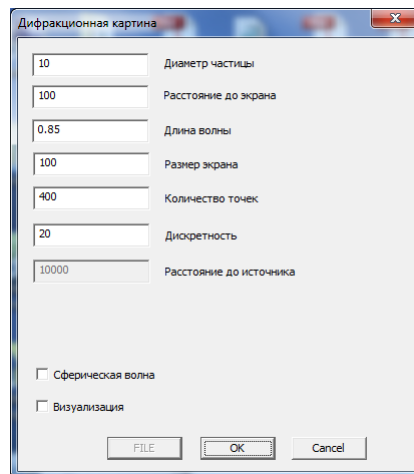 Дифракционная картина
10 Диаметр частицы
100 Расстояние до экрана
0.85 Длина волны
100 Размер экрана
400 Количество точек
20 Дискретность
10000 Расстояние до источника
Сферическая волна
Визуализация
FILE OK Cancel